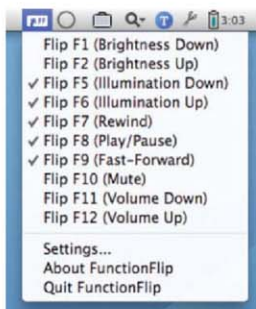 3:03
Flip F1 (Brightness Down)
Flip F2 (Brightness Up)
✓ Flip F5 (Illumination Down)
✓ Flip F6 (Illumination Up)
✓ Flip F7 (Rewind)
✓ Flip F8 (Play/Pause)
✓ Flip F9 (Fast-Forward)
Flip F10 (Mute)
Flip F11 (Volume Down)
Flip F12 (Volume Up)
Settings...
About FunctionFlip
Quit FunctionFlip